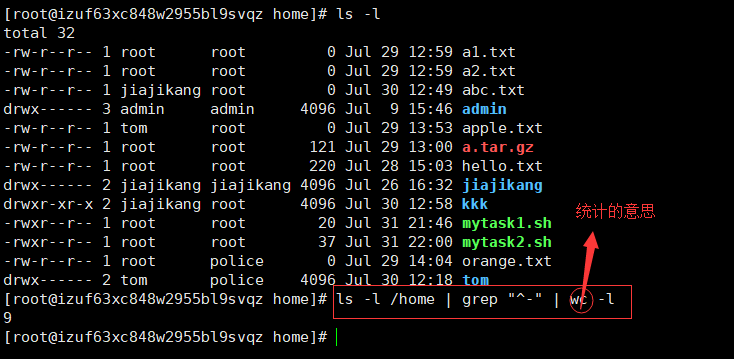 [root@izuf63xc848w2955bl9svqz home]# ls -l
total 32
-rw-r--r-- 1 root      root         0 Jul 29 12:59 a1.txt
-rw-r--r-- 1 root      root         0 Jul 29 12:59 a2.txt
-rw-r--r-- 1 jiajikang root         0 Jul 30 12:49 abc.txt
drwx------ 3 admin     admin     4096 Jul  9 15:46 admin
-rw-r--r-- 1 tom       root         0 Jul 29 13:53 apple.txt
-rw-r--r-- 1 root      root       121 Jul 29 13:00 a.tar.gz
-rw-r--r-- 1 root      root       220 Jul 28 15:03 hello.txt
drwx------ 2 jiajikang jiajikang 4096 Jul 26 16:32 jiajikang
drwxr-xr-x 2 jiajikang root      4096 Jul 30 12:58 kkk
统计的意思
-rwxr--r-- 1 root      root        20 Jul 31 21:46 mytask1.sh
-rwxr--r-- 1 root      root        37 Jul 31 22:00 mytask2.sh
-rw-r--r-- 1 root      police       0 Jul 29 14:04 orange.txt
drwx------ 2 tom       police    4096 Jul 30 12:18 tom
[root@izuf63xc848w2955bl9svqz home]# ls -l /home | grep "^-" | wc -l
9
[root@izuf63xc848w2955bl9svqz home]#